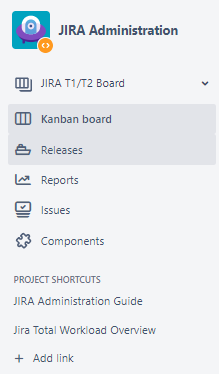 JIRA Administration
JIRA T1/T2 Board
Kanban board
Releases
Reports
Issues
Components
PROJECT SHORTCUTS
JIRA Administration Guide
Jira Total Workload Overview
+ Add link